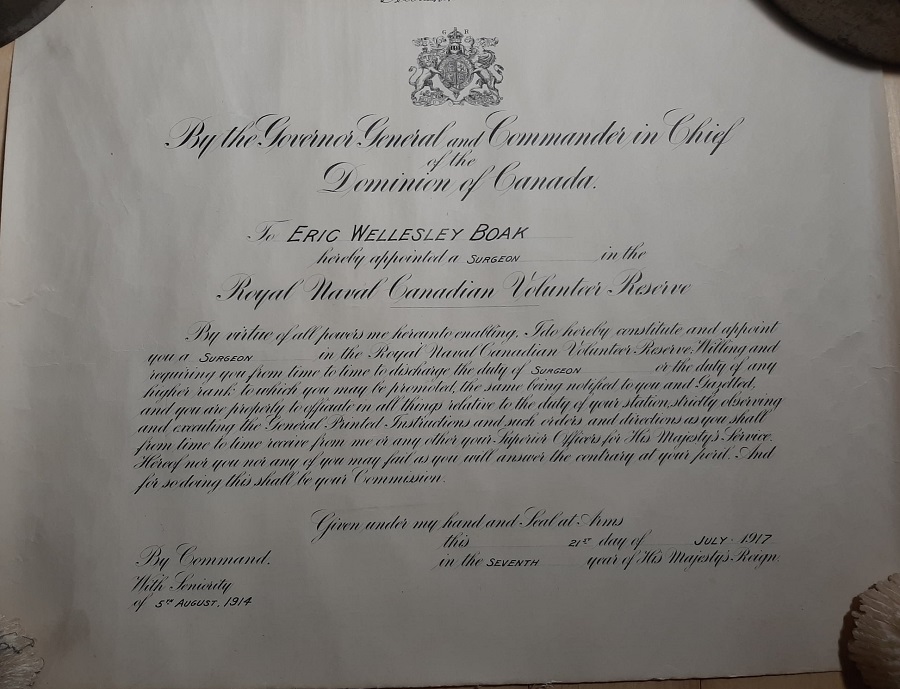 G R
By the Governor General and Commander in Chief
of the
Dominion of Canada.
To ERIC WELLESLEY BOAK
hereby appointed a SURGEON in the
Royal Naval Canadian Volunteer Reserve
By virtue of all powers me hereunto enabling, I do hereby constitute and appoint
you a SURGEON in the Royal Naval Canadian Volunteer Reserve, Willing and
requiring you from time to time to discharge the duty of SURGEON or the duty of any
higher rank to which you may be promoted, the same being notified to you and Gazetted,
and you are properly to officiate in all things relative to the duty of your station, strictly observing
and executing the General Printed Instructions and such orders and directions as you shall
from time to time receive from me or any other your Superior Officers for His Majesty's Service.
Hereof nor you nor any of you may fail as you will answer the contrary at your peril. And
for so doing this shall be your Commission.
Given under my hand and Seal at Arms
this 21ST day of JULY 1917
By Command. in the SEVENTH year of His Majesty's Reign.
With Seniority
of 5TH AUGUST, 1914